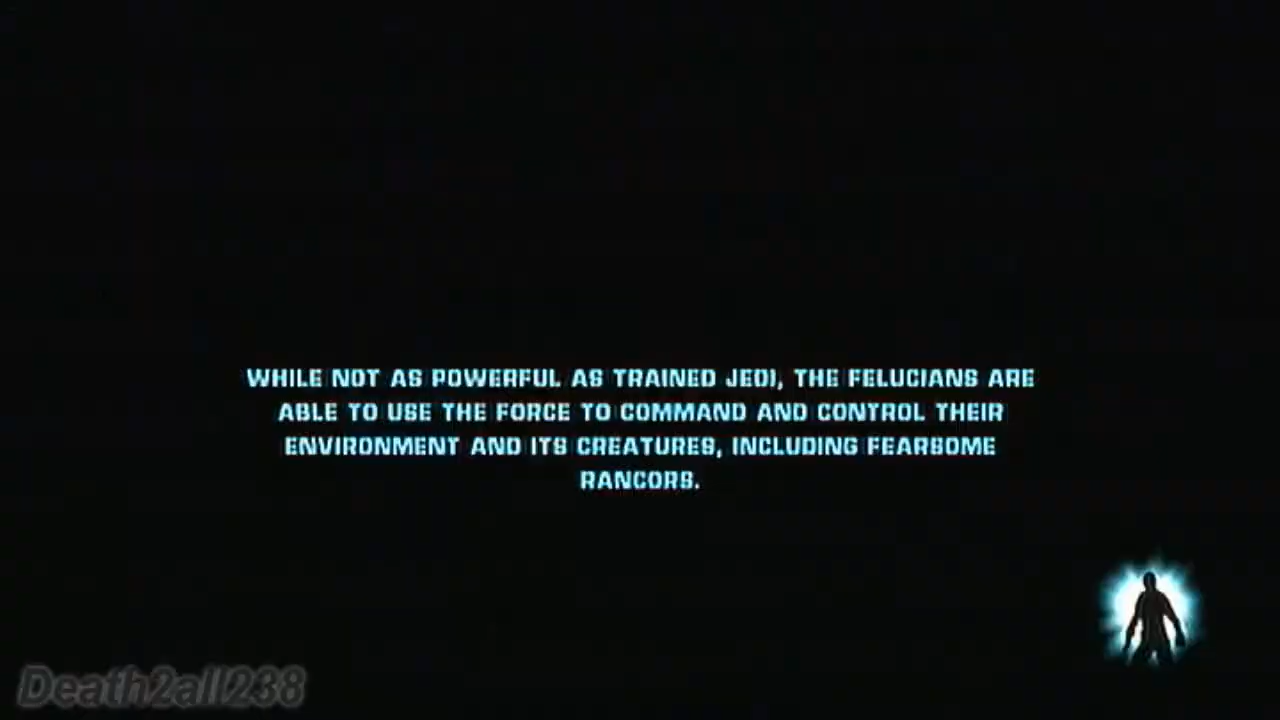 WHILE NOT AS POWERFUL AS TRAINED JEDI, THE FELUCIANS ARE
ABLE TO USE THE FORCE TO COMMAND AND CONTROL THEIR
ENVIRONMENT AND ITS CREATURES, INCLUDING FEARSOME
RANCORS.
Death2all238